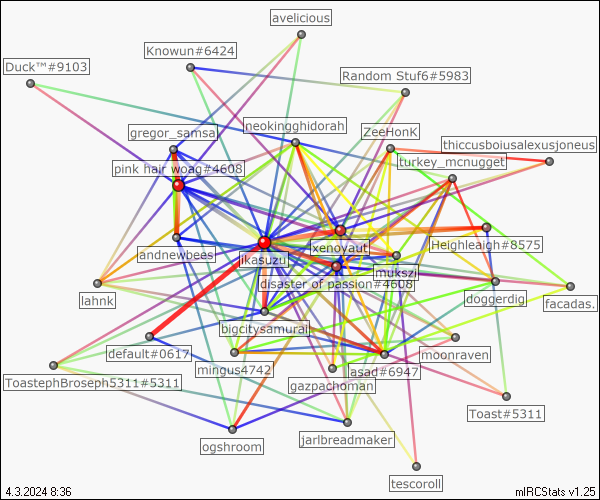 avelicious
Knowun#6424
Duck™#9103
Random Stuf6#5983
neokingghidorah
gregor_samsa
ZeeHonK
thiccusboiusalexusjoneus
turkey_mcnugget
pink hair woag#4608
andnewbees
ikasuzu
xenoyaut
Heighleaigh#8575
mukszi
disaster of passion#4608
lahnk
doggerdig
facadas.
bigcitysamurai
default#0617
moonraven
mingus4742
asad#6947
ToastephBroseph5311#5311
gazpachoman
Toast#5311
ogshroom
jarlbreadmaker
tescoroll
4.3.2024 8:36
mIRCStats v1.25